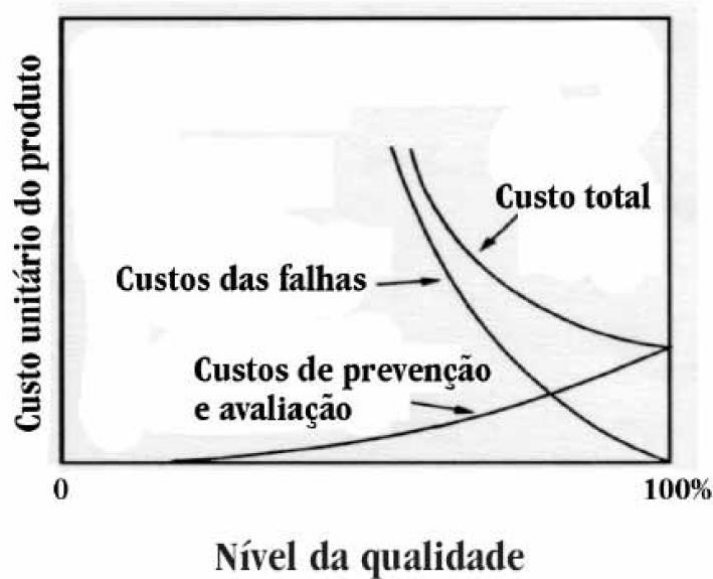 Custo unitário do produto
Custo total
Custos das falhas
Custos de prevenção
e avaliação
0
100%
Nível da qualidade